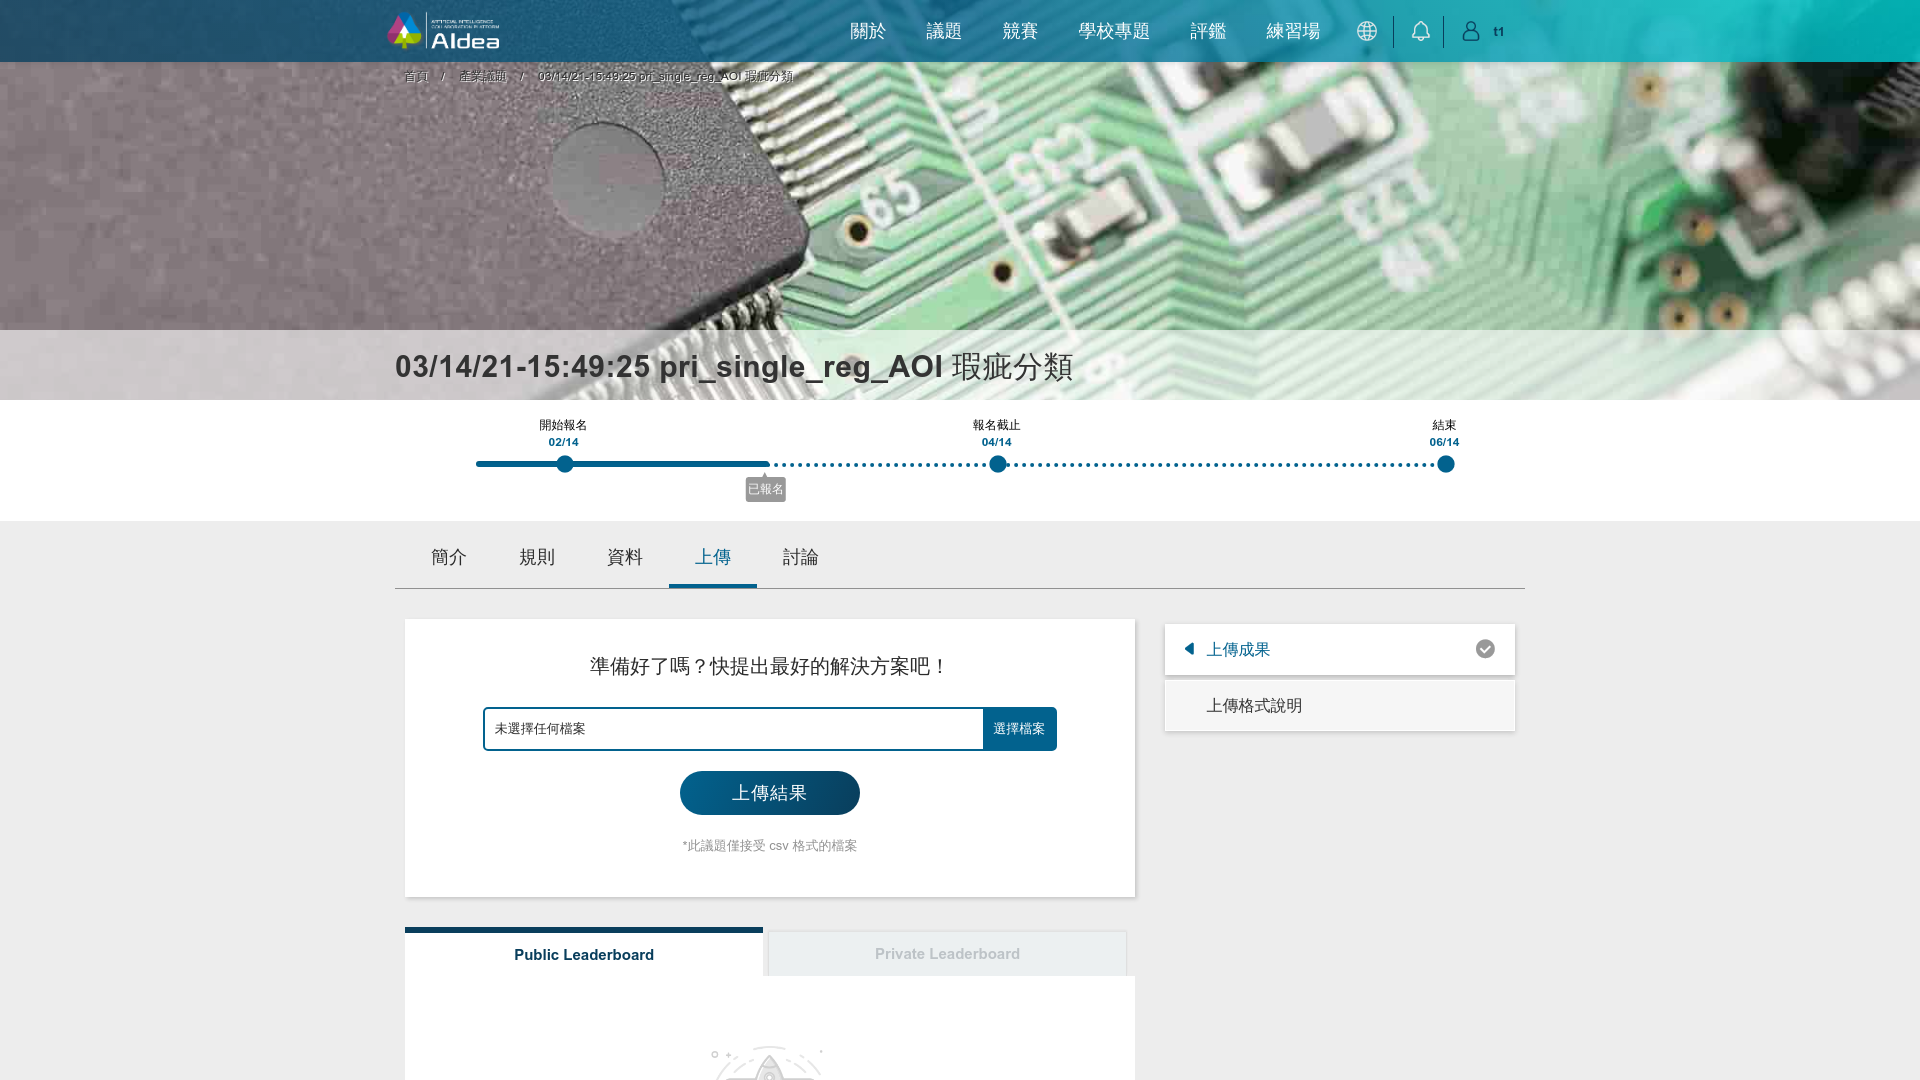 ARTIFICIAL INTELLIGENCE
COLLABORATION PLATFORM
AIdea
關於
議題
競賽
學校專題
評鑑
練習場
t1
首頁 / 產業議題 / 03/14/21-15:49:25 pri_single_reg_AOI 瑕疵分類
65
C35
03/14/21-15:49:25 pri_single_reg_AOI 瑕疵分類
開始報名
02/14
報名截止
04/14
結束
06/14
已報名
簡介
規則
資料
上傳
討論
準備好了嗎？快提出最好的解決方案吧！
未選擇任何檔案
選擇檔案
上傳結果
*此議題僅接受 csv 格式的檔案
上傳成果
上傳格式說明
Public Leaderboard
Private Leaderboard